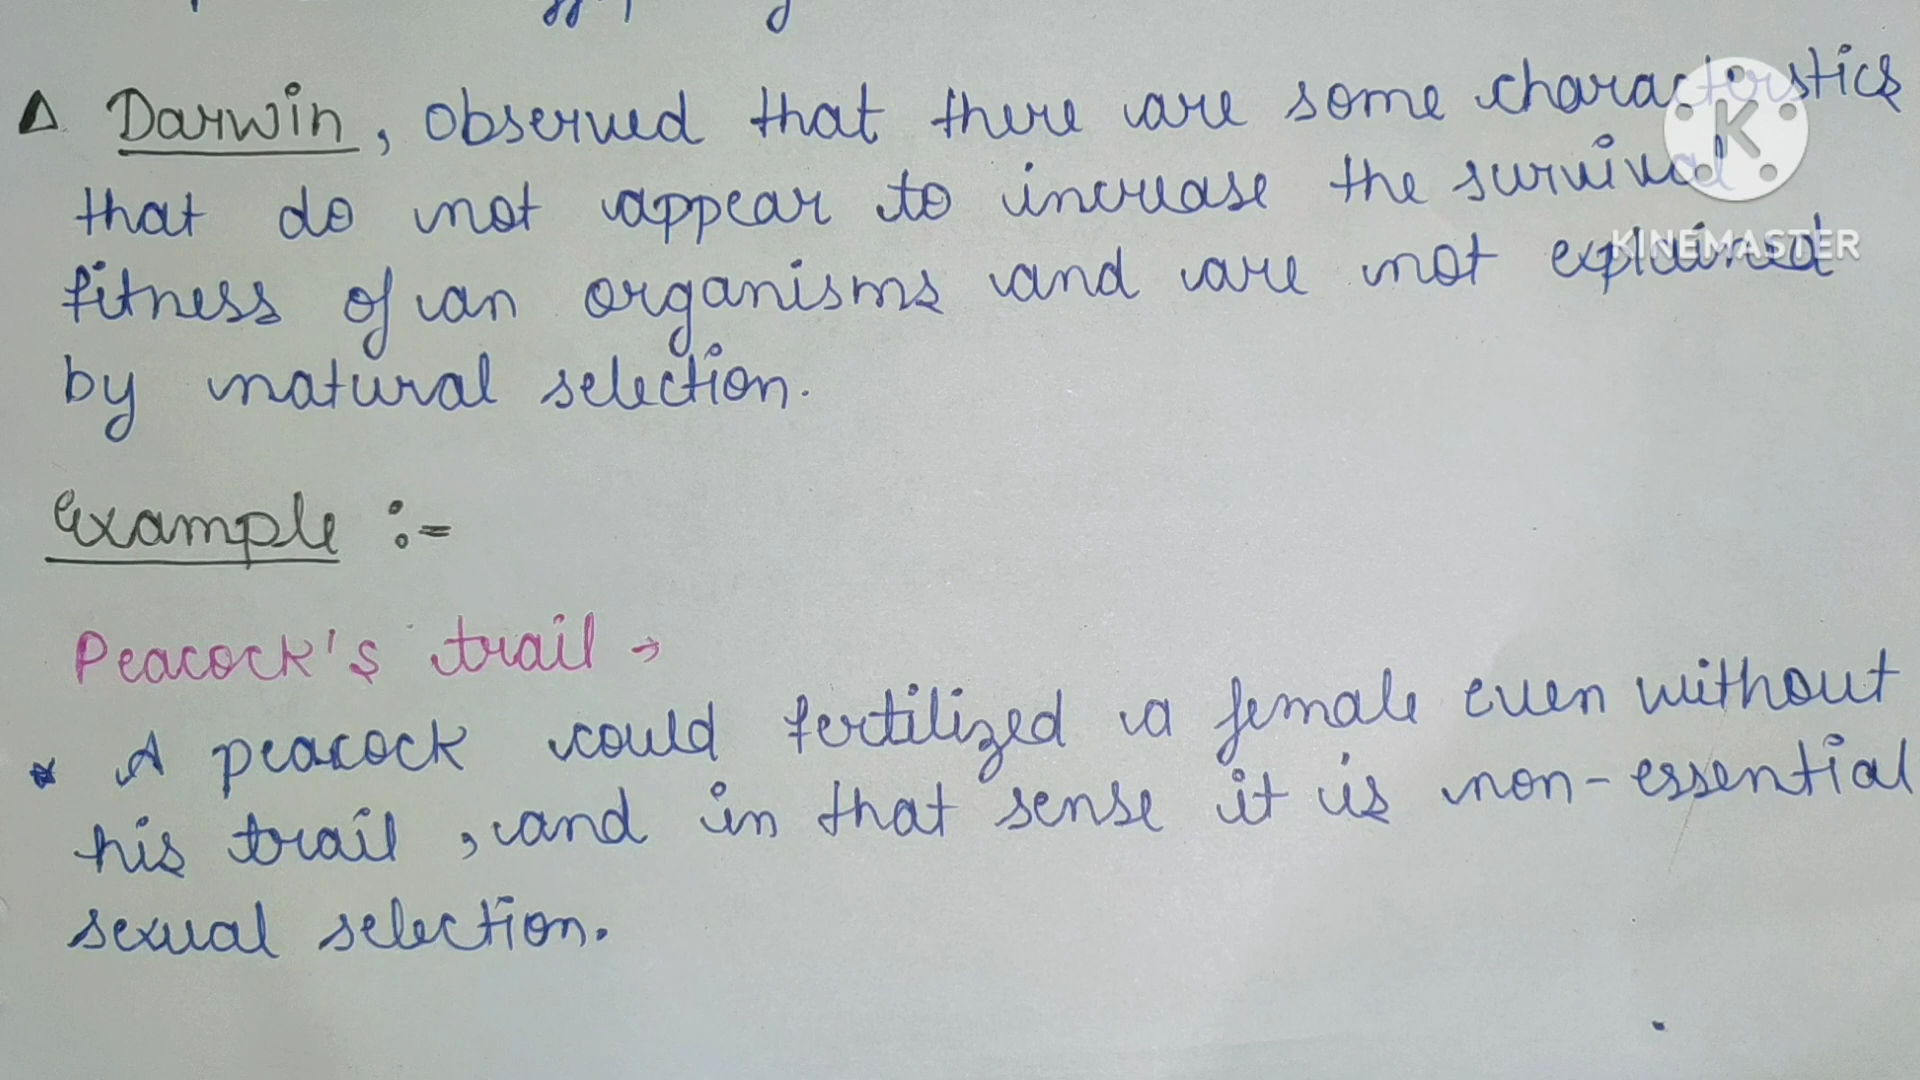 Δ Darwin, observed that there are some characterstics
that do not appear to increase the survival
fitness of an organisms and are not explained
by natural selection.
Example :-
Peacock's trail →
* A peacock could fertilized a female even without
his trail, and in that sense it is non-essential
sexual selection.
K
KINEMASTER